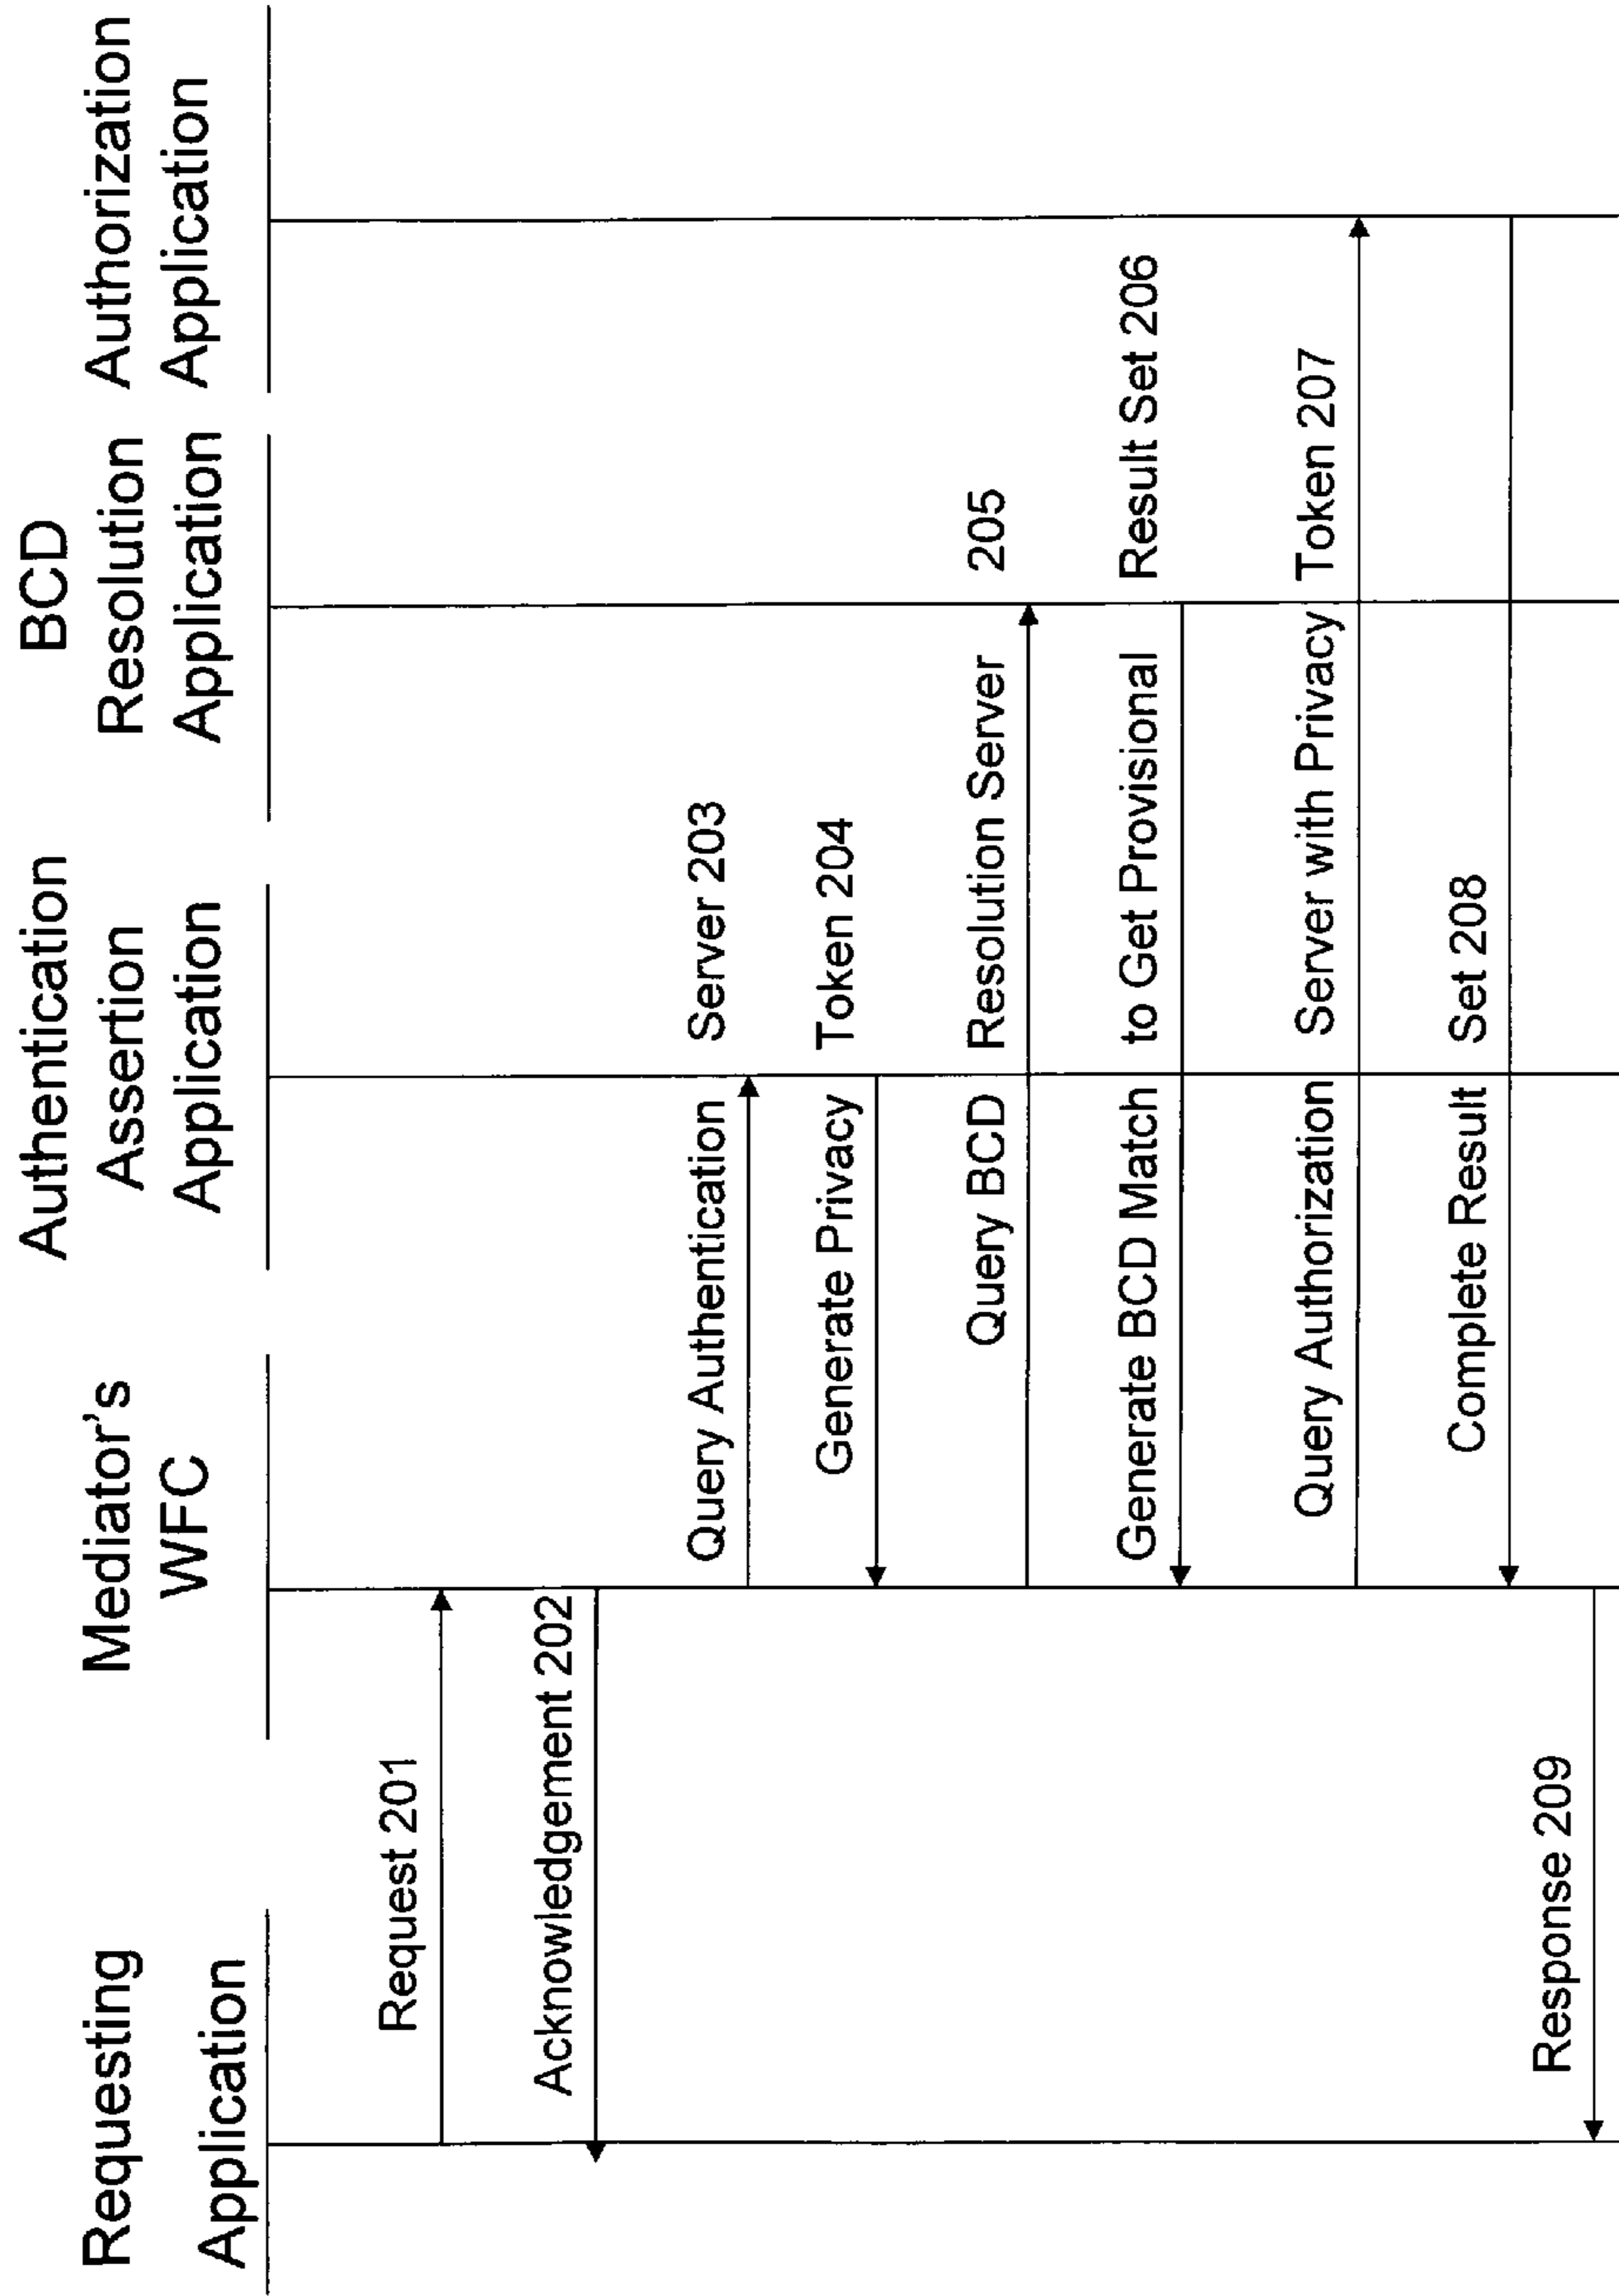 Requesting
Application
Mediator's
WFC
Authentication
Assertion
Application
BCD
Resolution
Application
Authorization
Application
Request 201
Acknowledgement 202
Query Authentication Server 203
Generate Privacy Token 204
Query BCD Resolution Server 205
Generate BCD Match to Get Provisional Result Set 206
Query Authorization Server with Privacy Token 207
Complete Result Set 208
Response 209